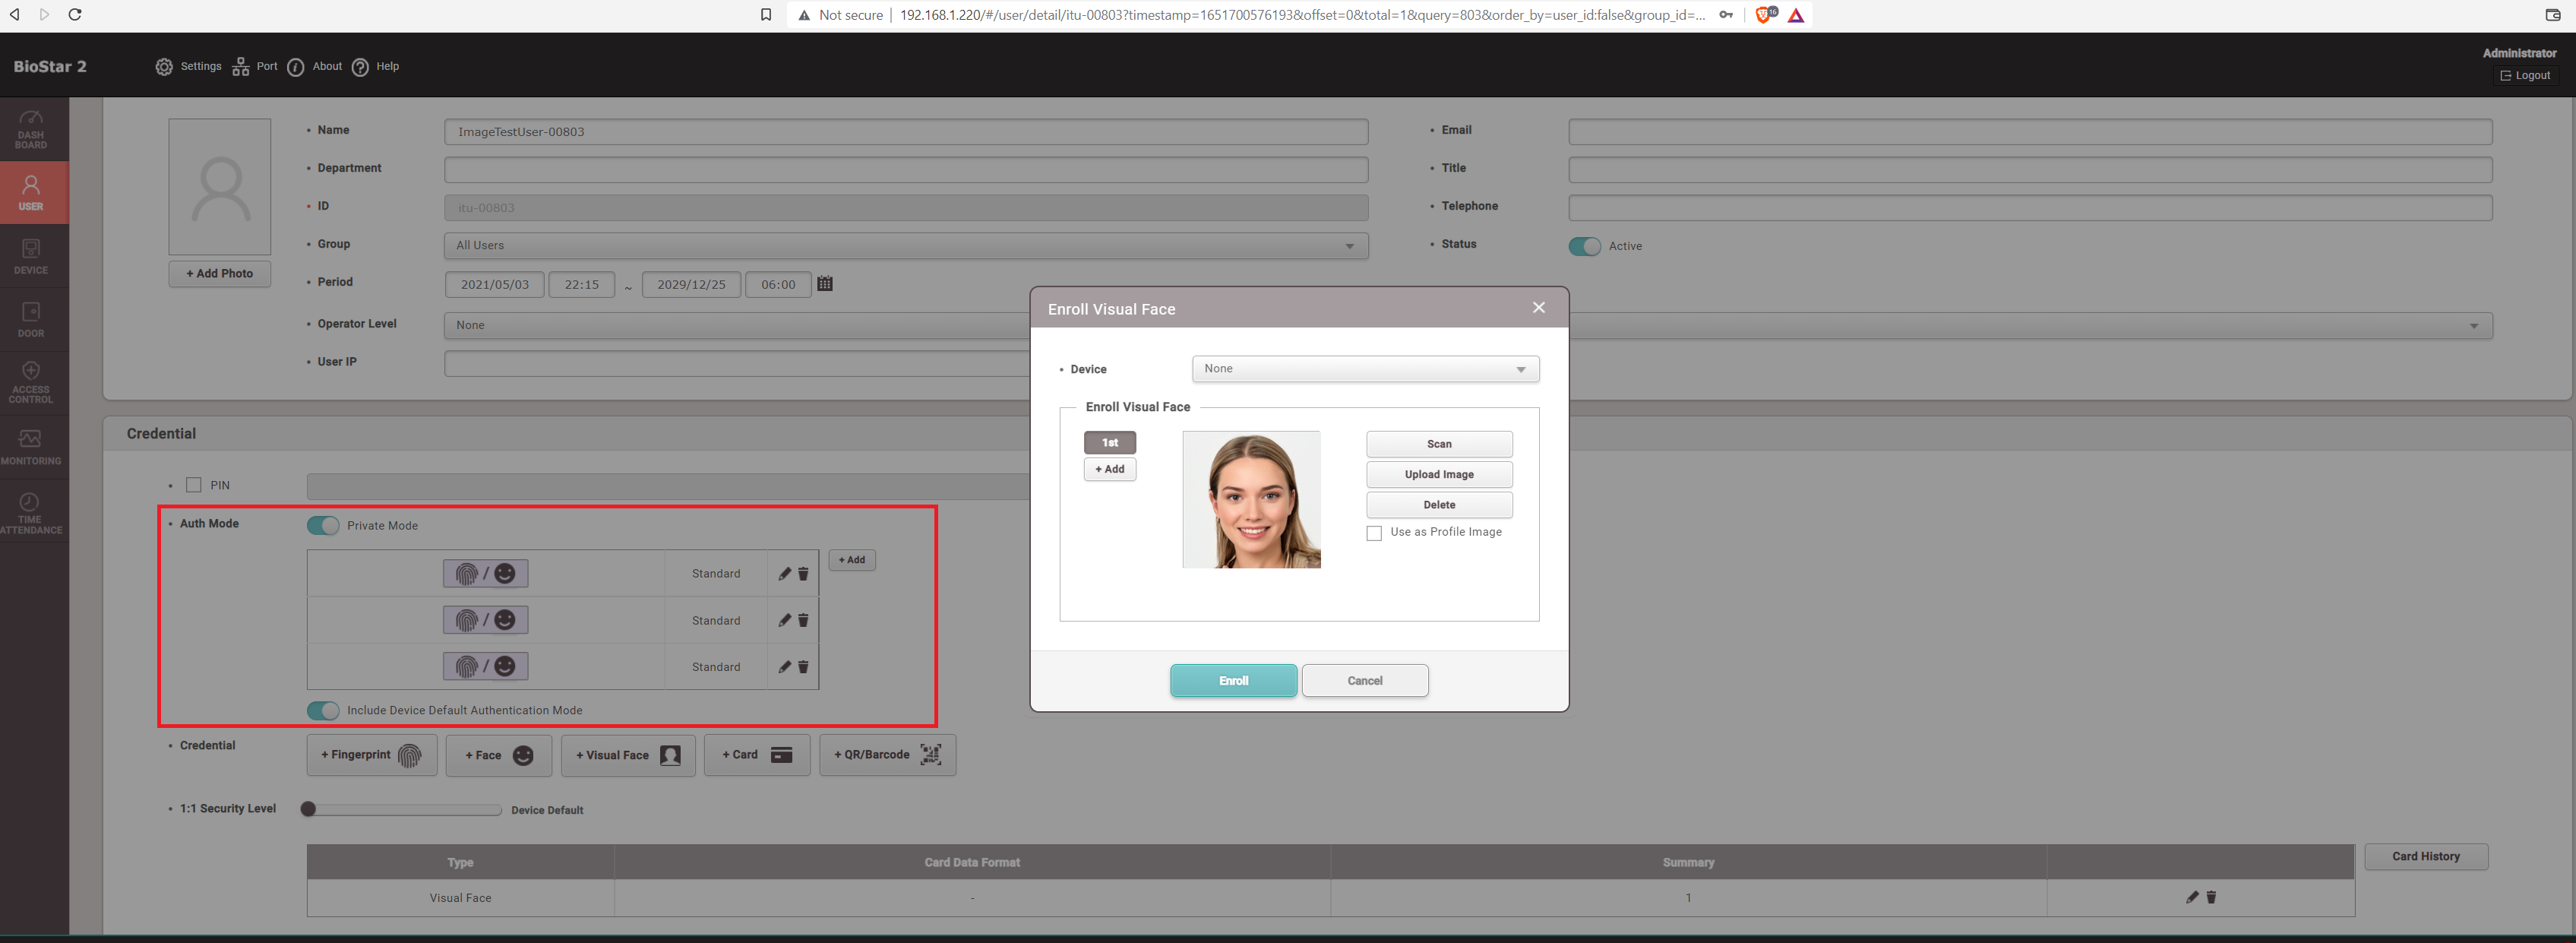 Not secure 192.168.1.220/#/user/detail/itu-00803?timestamp=1651700576193&offset=0&total=1&query=803&order_by=user_id:false&group_id=... 16
BioStar 2 Settings Port About Help Administrator
Logout
DASH BOARD
USER
DEVICE
DOOR
ACCESS CONTROL
MONITORING
TIME ATTENDANCE
+ Add Photo
• Name ImageTestUser-00803
• Department
• ID itu-00803
• Group All Users
• Period 2021/05/03 22:15 ~ 2029/12/25 06:00
• Operator Level None
• User IP
• Email
• Title
• Telephone
• Status Active
Credential
• PIN
• Auth Mode Private Mode
/ Standard + Add
/ Standard
/ Standard
Include Device Default Authentication Mode
• Credential + Fingerprint + Face + Visual Face + Card + QR/Barcode
• 1:1 Security Level Device Default
Type Card Data Format Summary Card History
Visual Face - 1
Enroll Visual Face
• Device None
Enroll Visual Face
1st
+ Add
Scan
Upload Image
Delete
Use as Profile Image
Enroll Cancel